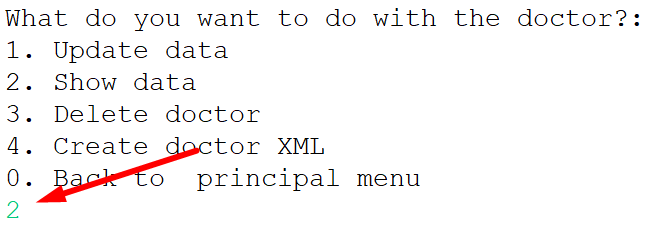 What do you want to do with the doctor?:
1. Update data
2. Show data
3. Delete doctor
4. Create doctor XML
0. Back to  principal menu
2